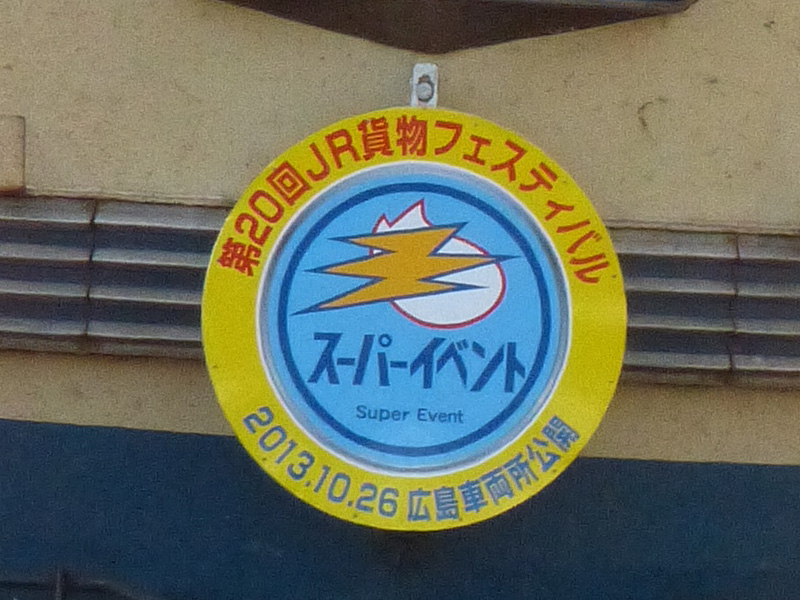 第20回JR貨物フェスティバル
スーパーイベント
Super Event
2013.10.26 広島車両所公開